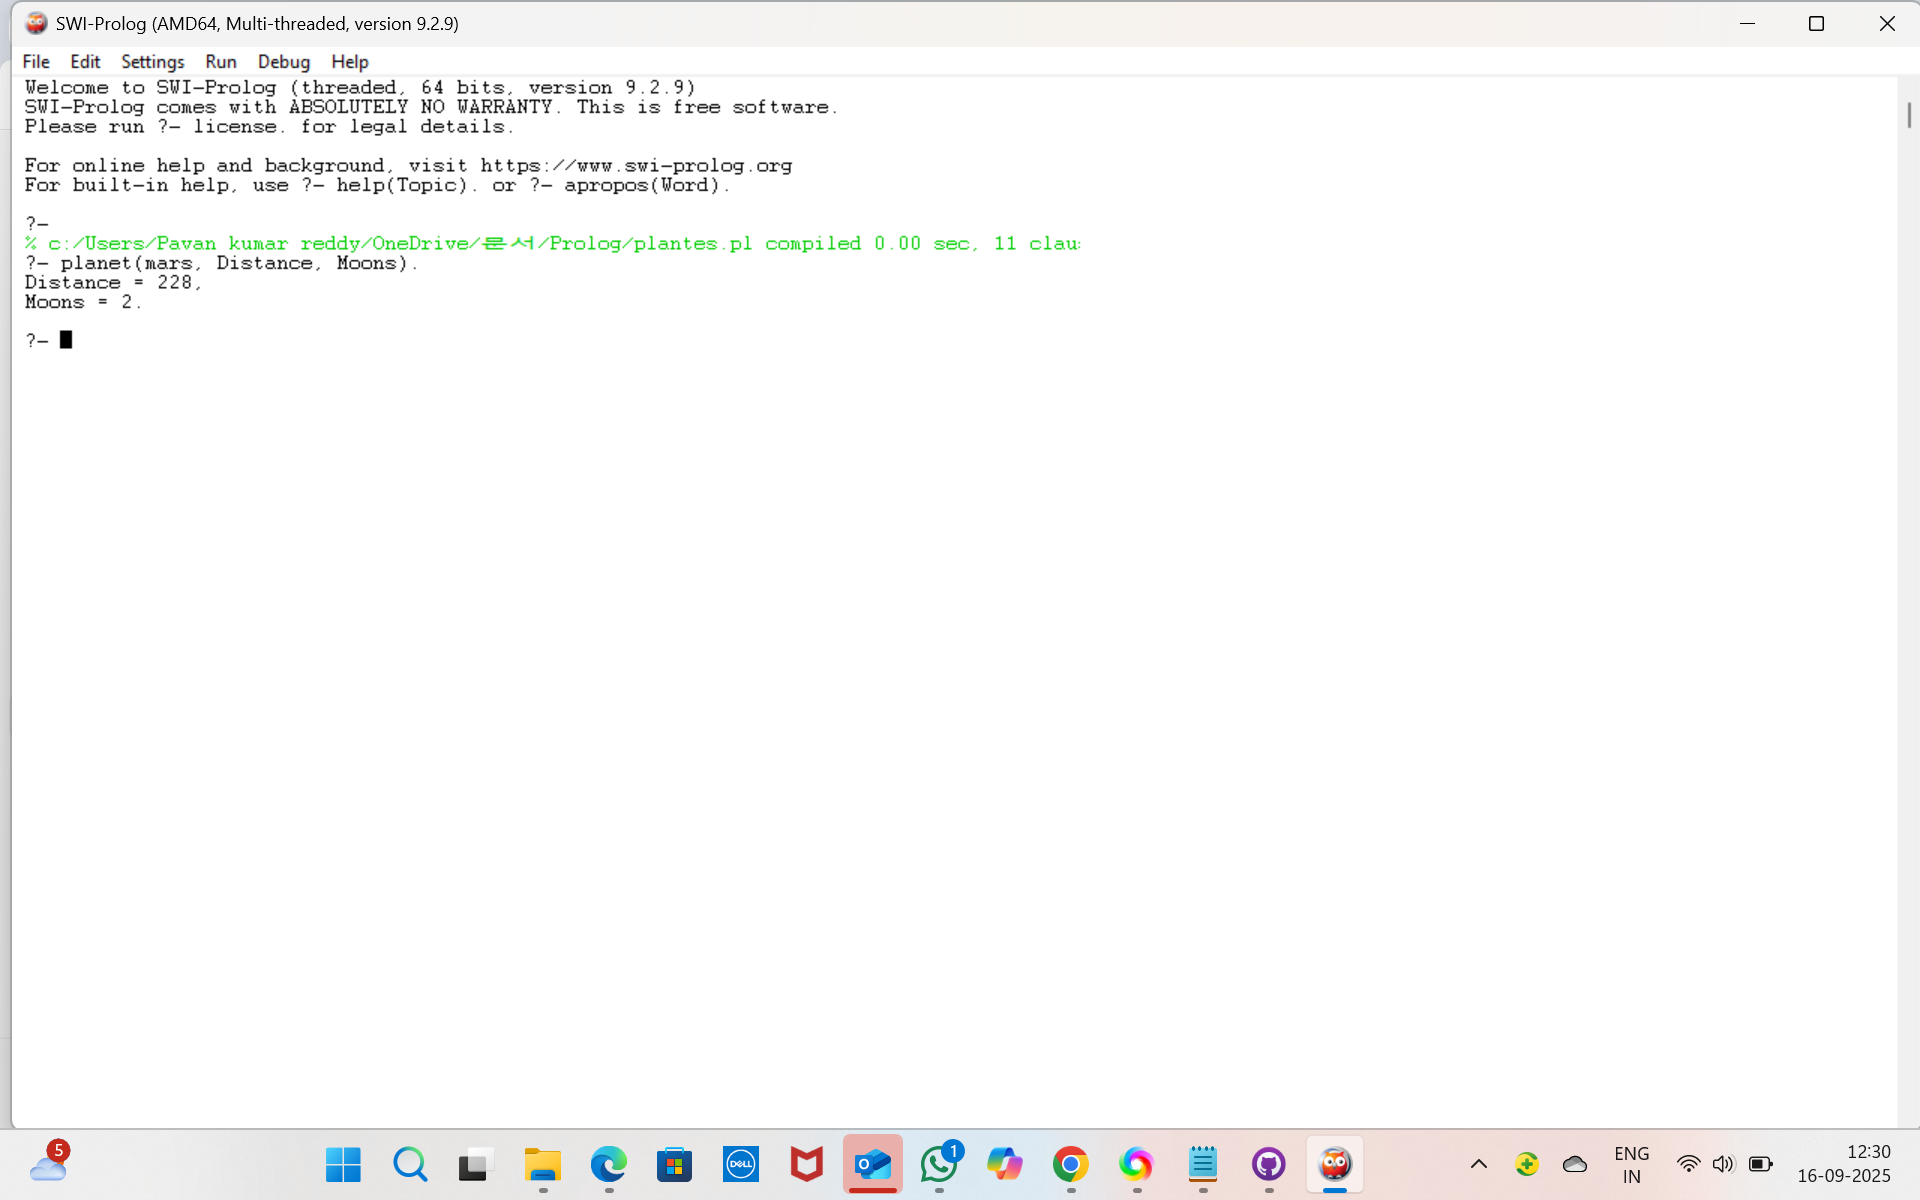 SWI-Prolog (AMD64, Multi-threaded, version 9.2.9)
File Edit Settings Run Debug Help
Welcome to SWI-Prolog (threaded, 64 bits, version 9.2.9)
SWI-Prolog comes with ABSOLUTELY NO WARRANTY. This is free software.
Please run ?- license. for legal details.
For online help and background, visit https://www.swi-prolog.org
For built-in help, use ?- help(Topic). or ?- apropos(Word).
?-
% c:/Users/Pavan kumar reddy/OneDrive/문서/Prolog/plantes.pl compiled 0.00 sec, 11 clau
?- planet(mars, Distance, Moons).
Distance = 228,
Moons = 2.
?-
5
DELL
O
1
ENG
IN
12:30
16-09-2025